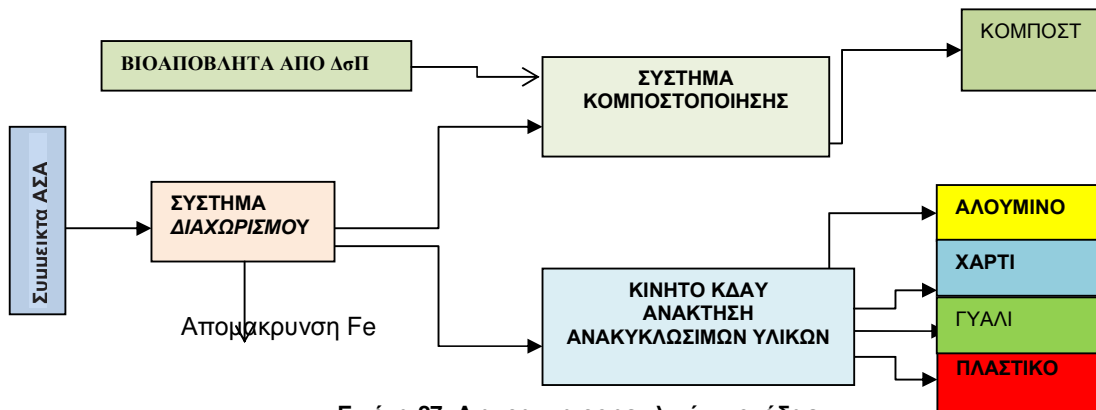 ΚΟΜΠΟΣΤ
ΒΙΟΑΠΟΒΛΗΤΑ ΑΠΟ ΔσΠ
ΣΥΣΤΗΜΑ
ΚΟΜΠΟΣΤΟΠΟΙΗΣΗΣ
Συμμεικτα ΑΣΑ
ΣΥΣΤΗΜΑ
ΔΙΑΧΩΡΙΣΜΟΥ
Απομακρυνση Fe
ΚΙΝΗΤΟ ΚΔΑΥ
ΑΝΑΚΤΗΣΗ
ΑΝΑΚΥΚΛΩΣΙΜΩΝ ΥΛΙΚΩΝ
ΑΛΟΥΜΙΝΟ
ΧΑΡΤΙ
ΓΥΑΛΙ
ΠΛΑΣΤΙΚΟ